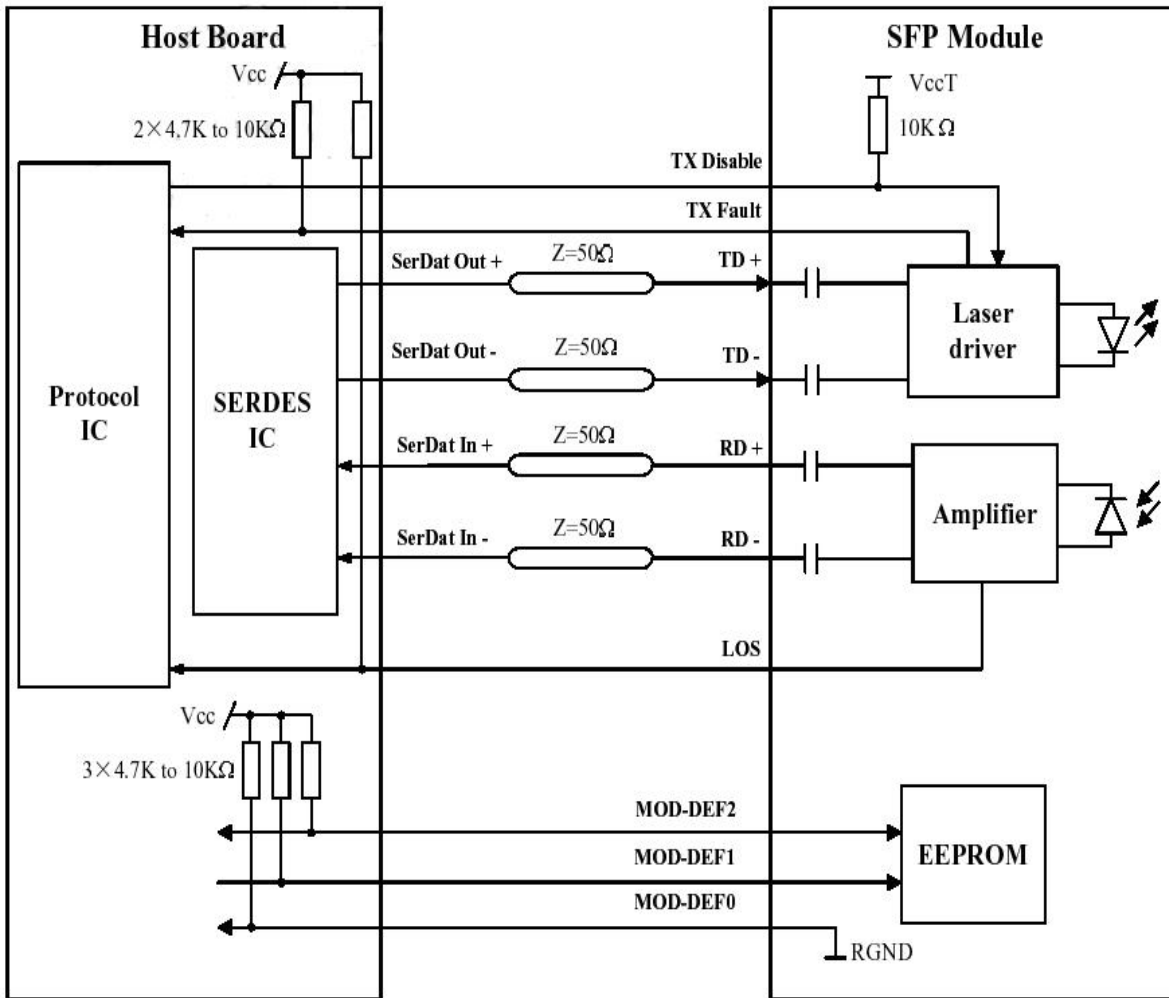 Host Board
SFP Module
Vcc
VccT
2×4.7K to 10KΩ
10KΩ
TX Disable
TX Fault
SerDat Out +
Z=50Ω
TD +
SerDat Out -
Z=50Ω
TD -
Laser
driver
Protocol
IC
SERDES
IC
SerDat In +
Z=50Ω
RD +
SerDat In -
Z=50Ω
RD -
Amplifier
LOS
Vcc
3×4.7K to 10KΩ
MOD-DEF2
MOD-DEF1
MOD-DEF0
EEPROM
RGND